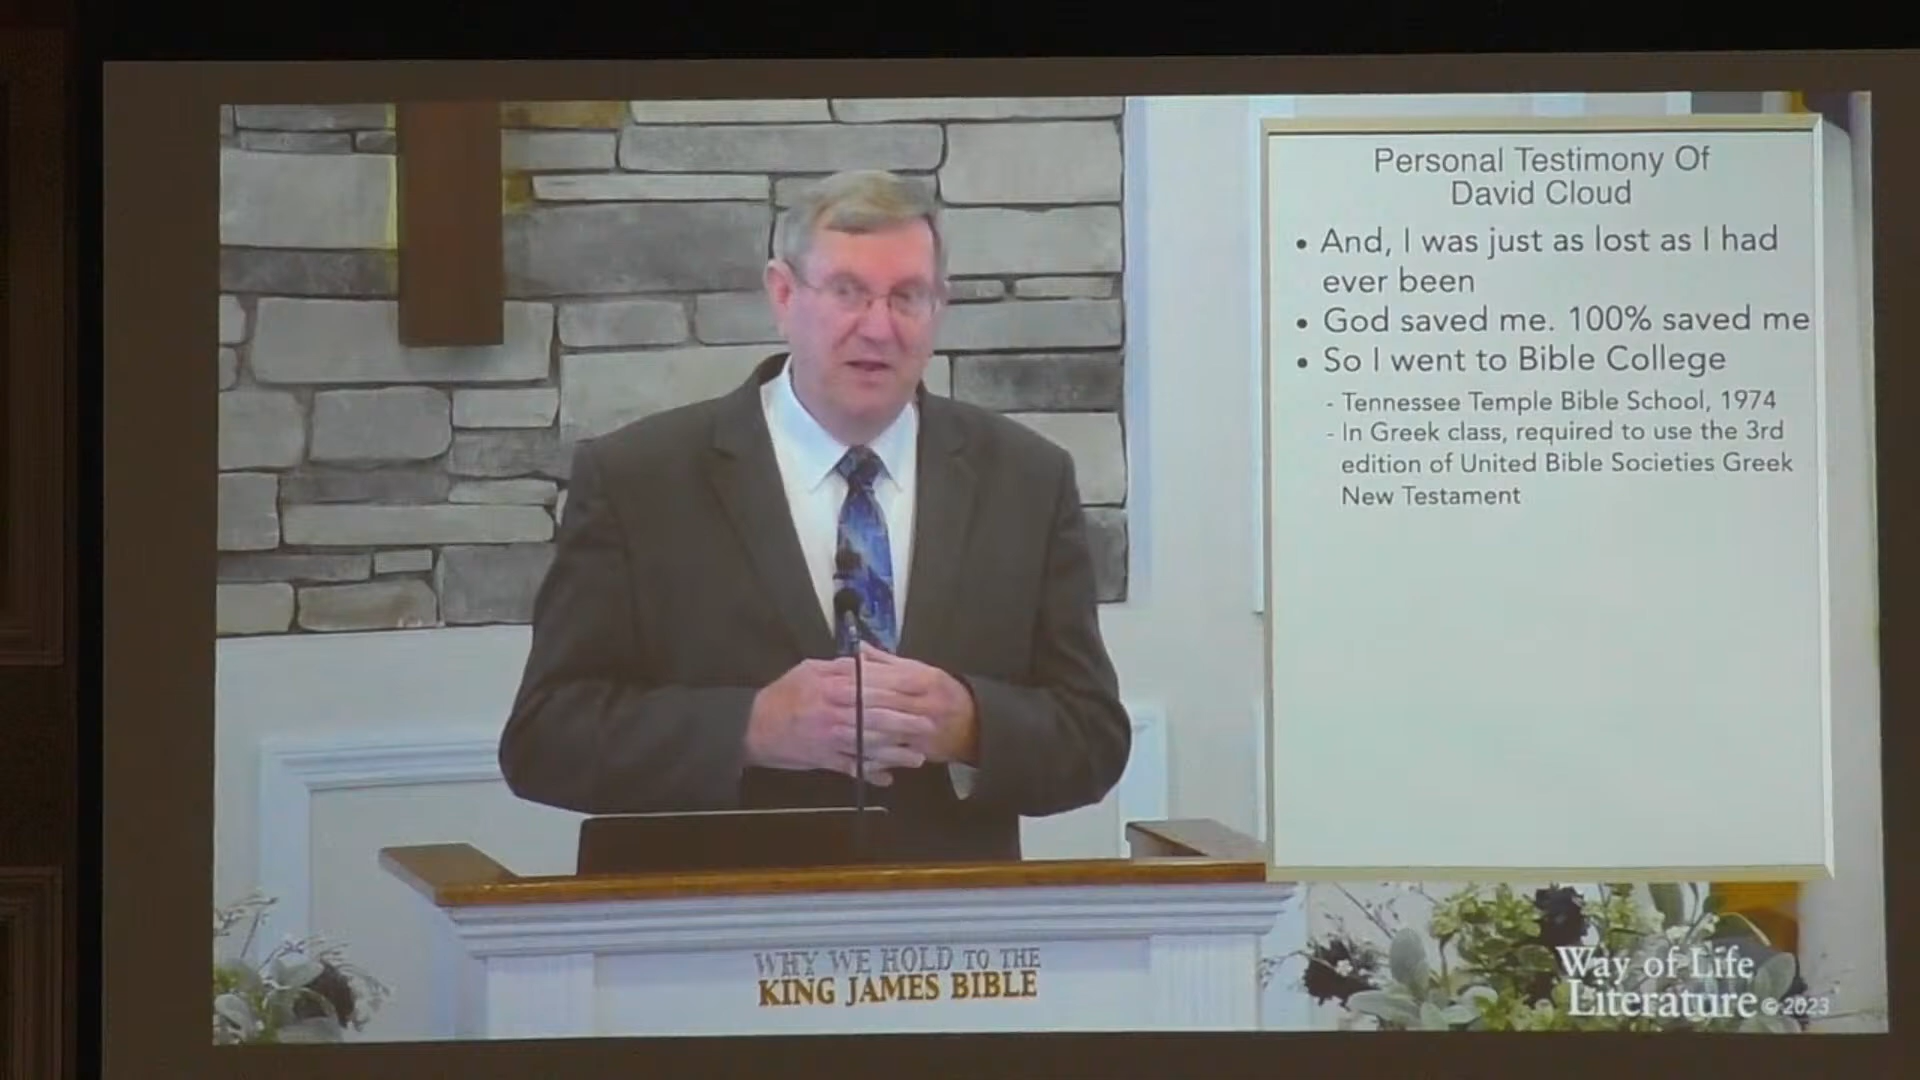 Personal Testimony Of
David Cloud
• And, I was just as lost as I had
ever been
• God saved me. 100% saved me
• So I went to Bible College
- Tennessee Temple Bible School, 1974
- In Greek class, required to use the 3rd
edition of United Bible Societies Greek
New Testament
WHY WE HOLD TO THE
KING JAMES BIBLE
Way of Life
Literature © 2023